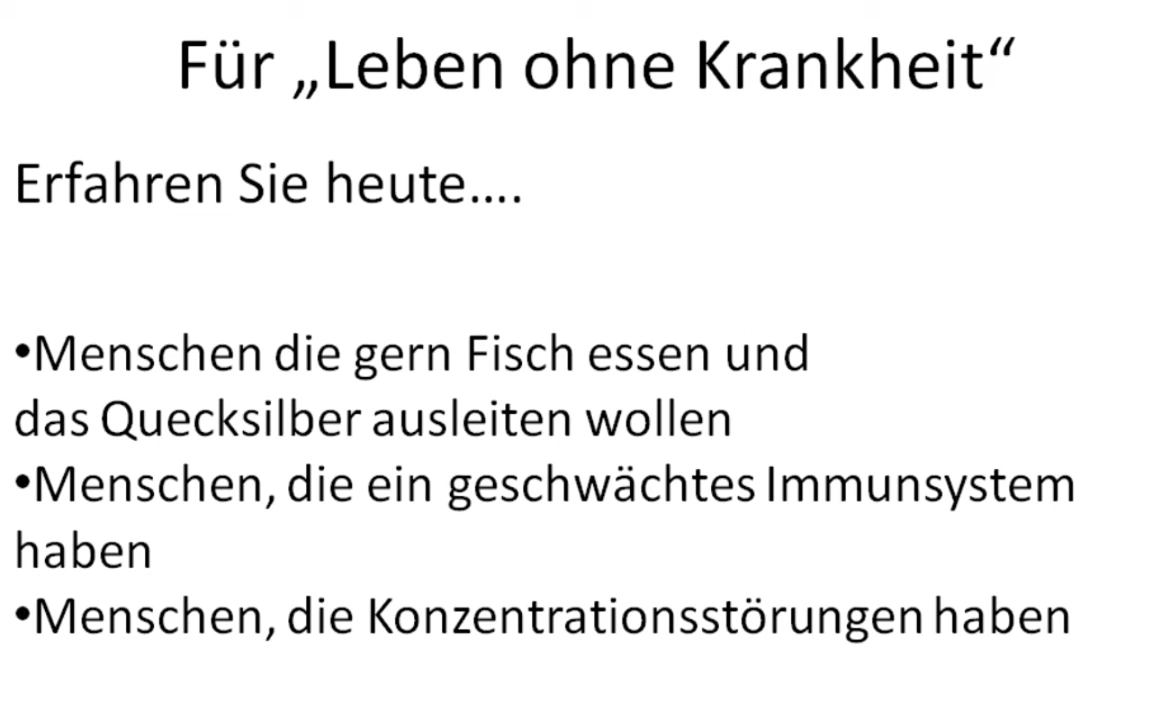 Für „Leben ohne Krankheit“
Erfahren Sie heute….
•Menschen die gern Fisch essen und
das Quecksilber ausleiten wollen
•Menschen, die ein geschwächtes Immunsystem
haben
•Menschen, die Konzentrationsstörungen haben